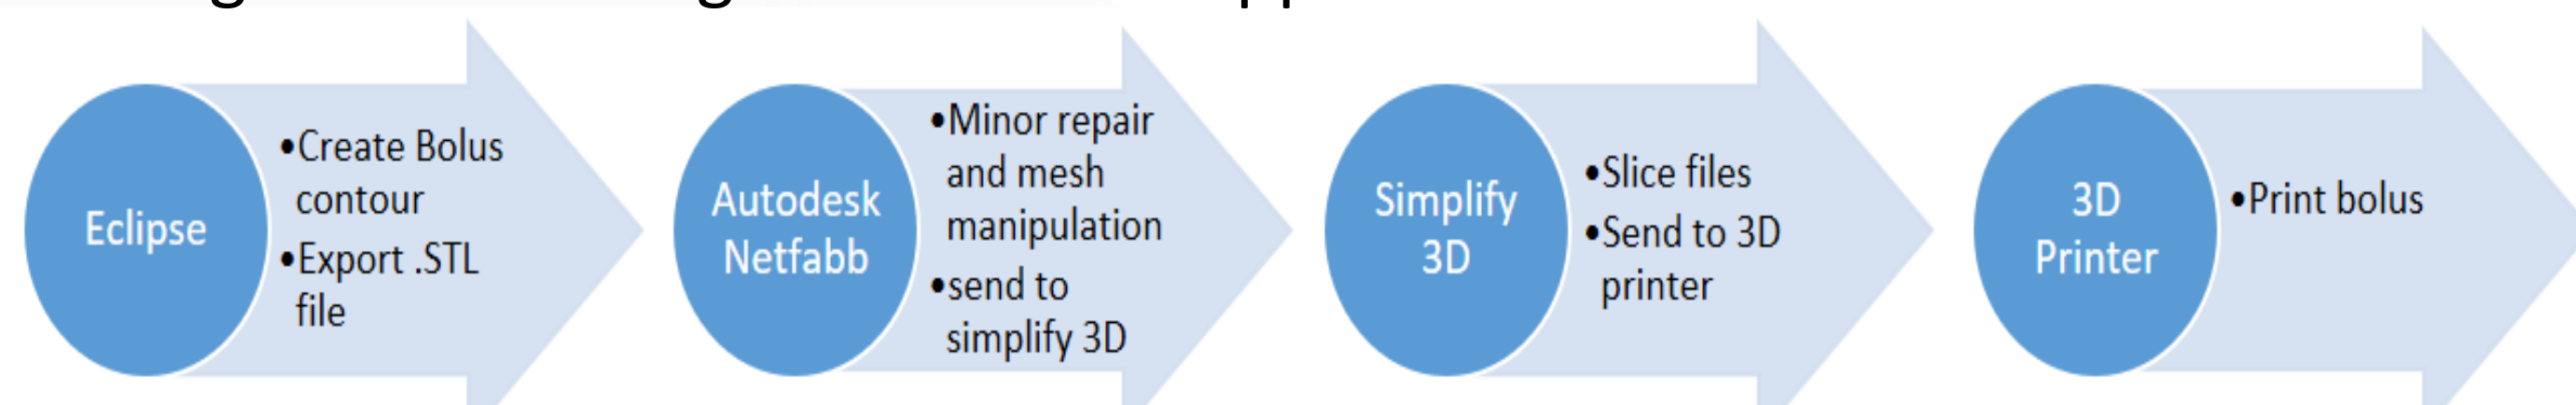 Eclipse
•Create Bolus
contour
•Export .STL
file
Autodesk
Netfabb
•Minor repair
and mesh
manipulation
•send to
simplify 3D
Simplify
3D
•Slice files
•Send to 3D
printer
3D
Printer
•Print bolus